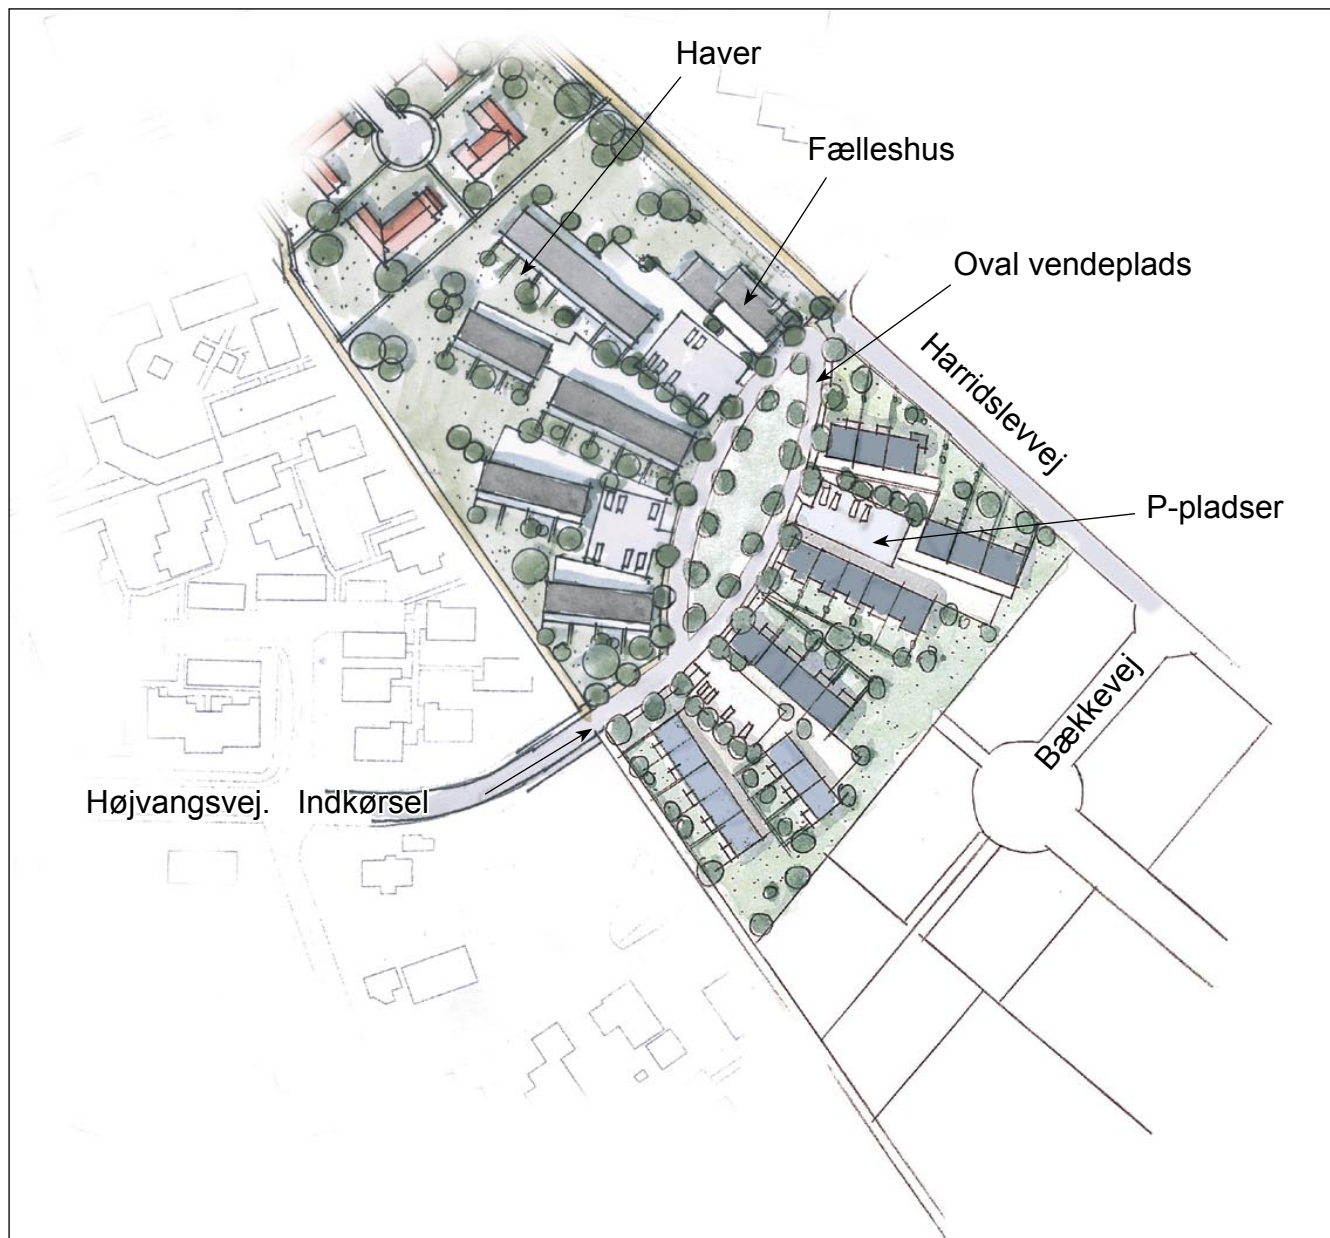 Haver
Fælleshus
Oval vendeplads
Harridslevvej
P-pladser
Bækkevej
Højvangsvej. Indkørsel